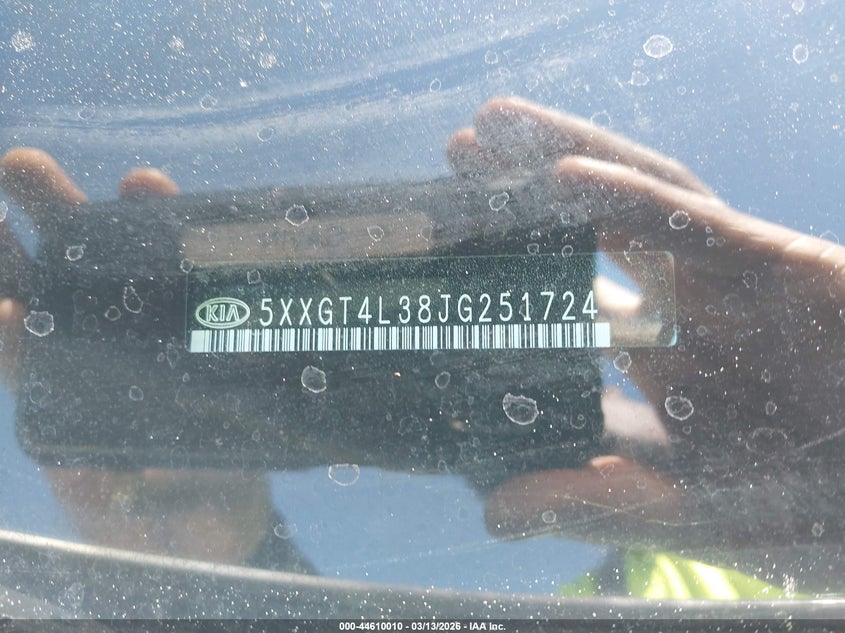 KIA 5XXGT4L38JG251724
000-44610010 - 03/13/2026 - IAA Inc.